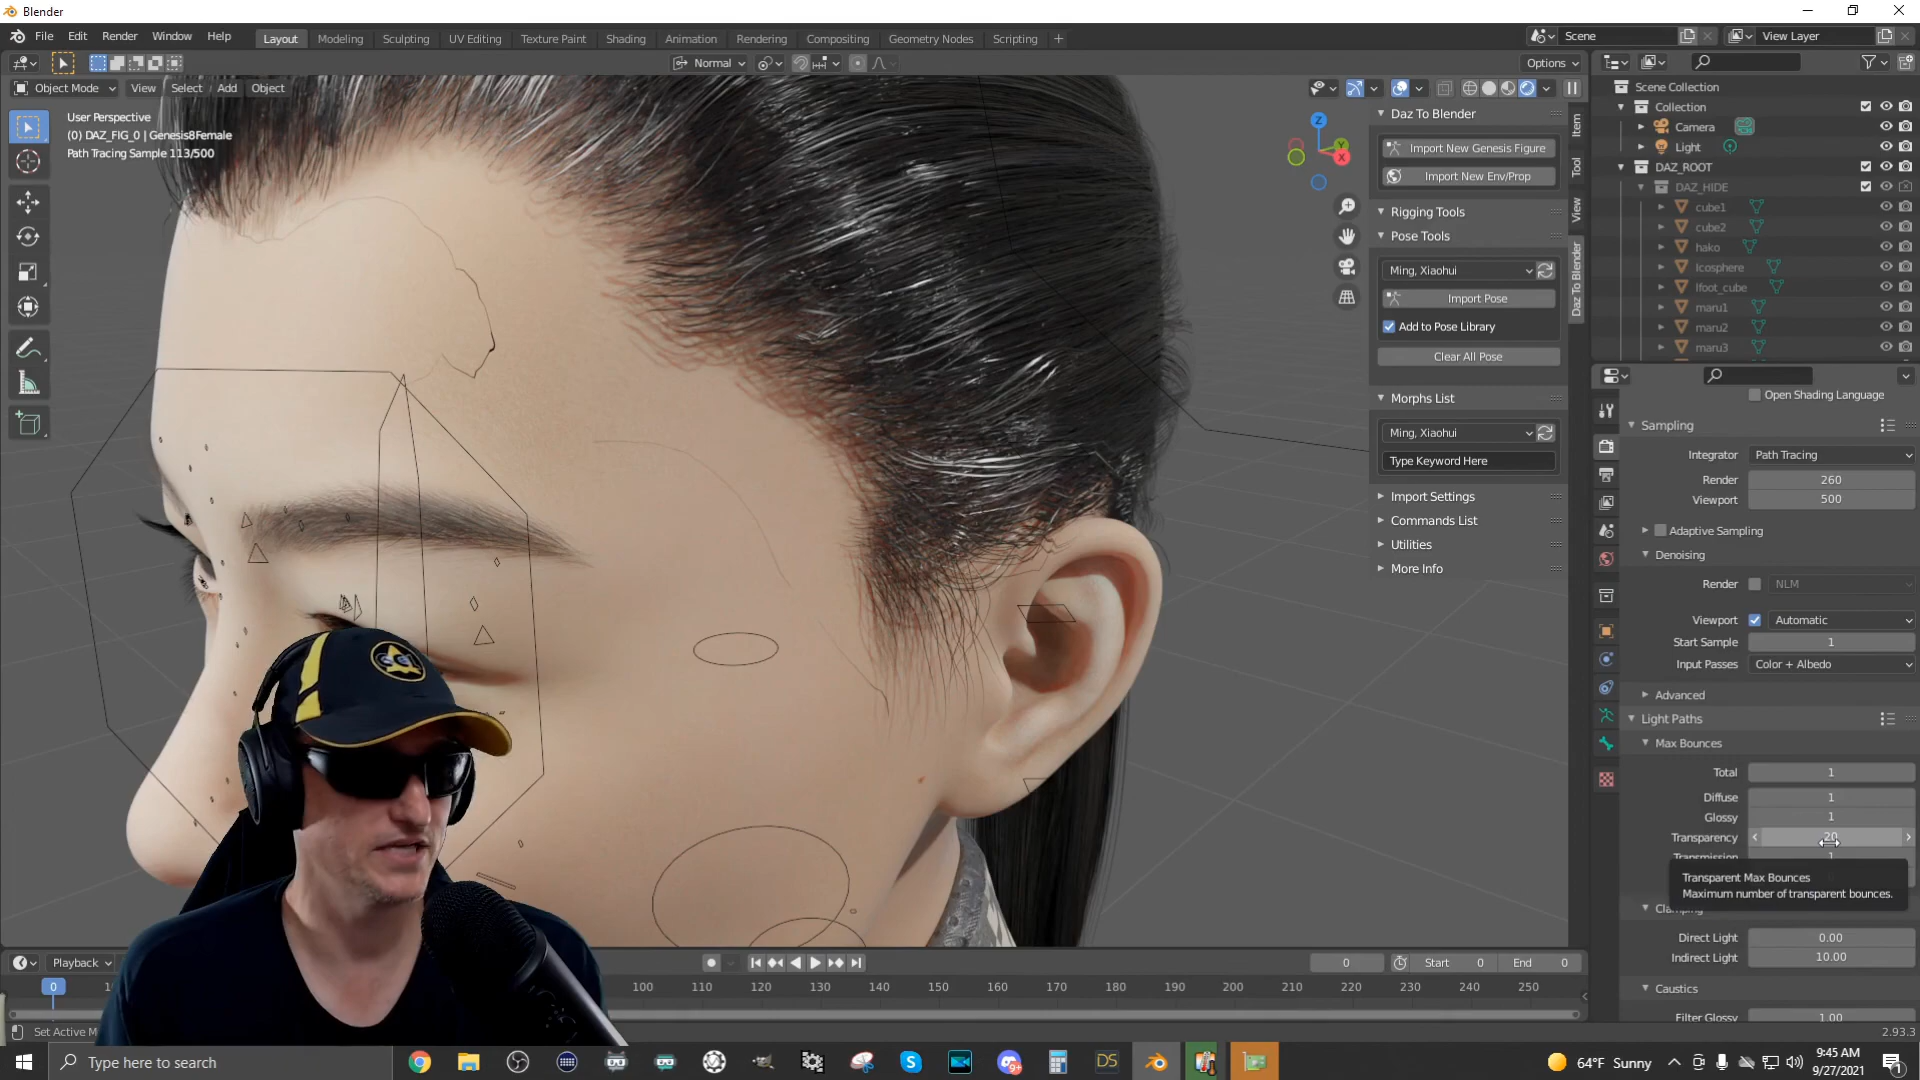 Blender
File Edit Render Window Help
Layout Modeling Sculpting UV Editing Texture Paint Shading Animation Rendering Compositing Geometry Nodes Scripting +
Scene
View Layer
Normal
Options
Object Mode View Select Add Object
User Perspective
(0) DAZ_FIG_0 | Genesis8Female
Path Tracing Sample 113/500
Z
Y
X
Daz To Blender
Import New Genesis Figure
Import New Env/Prop
Rigging Tools
Pose Tools
Ming, Xiaohui
Import Pose
Add to Pose Library
Clear All Pose
Morphs List
Ming, Xiaohui
Type Keyword Here
Import Settings
Commands List
Utilities
More Info
Item
Tool
View
Daz To Blender
Scene Collection
Collection
Camera
Light
DAZ_ROOT
DAZ_HIDE
cube1
cube2
hako
Icosphere
lfoot_cube
maru1
maru2
maru3
Open Shading Language
Sampling
Integrator Path Tracing
Render 260
Viewport 500
Adaptive Sampling
Denoising
Render NLM
Viewport Automatic
Start Sample 1
Input Passes Color + Albedo
Advanced
Light Paths
Max Bounces
Total 1
Diffuse 1
Glossy 1
Transparency 20
Transmission 1
Transparent Max Bounces
Maximum number of transparent bounces.
Clamping
Direct Light 0.00
Indirect Light 10.00
Caustics
Filter Glossy 1.00
2.93.3
Playback
0 Start 0 End 0
0 100 110 120 130 140 150 160 170 180 190 200 210 220 230 240 250
Set Active M
Type here to search
DS
9+
64°F Sunny
9:45 AM
9/27/2021
1